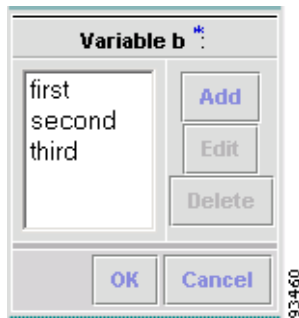 Variable b *:
first
second
third
Add
Edit
Delete
OK
Cancel
93460